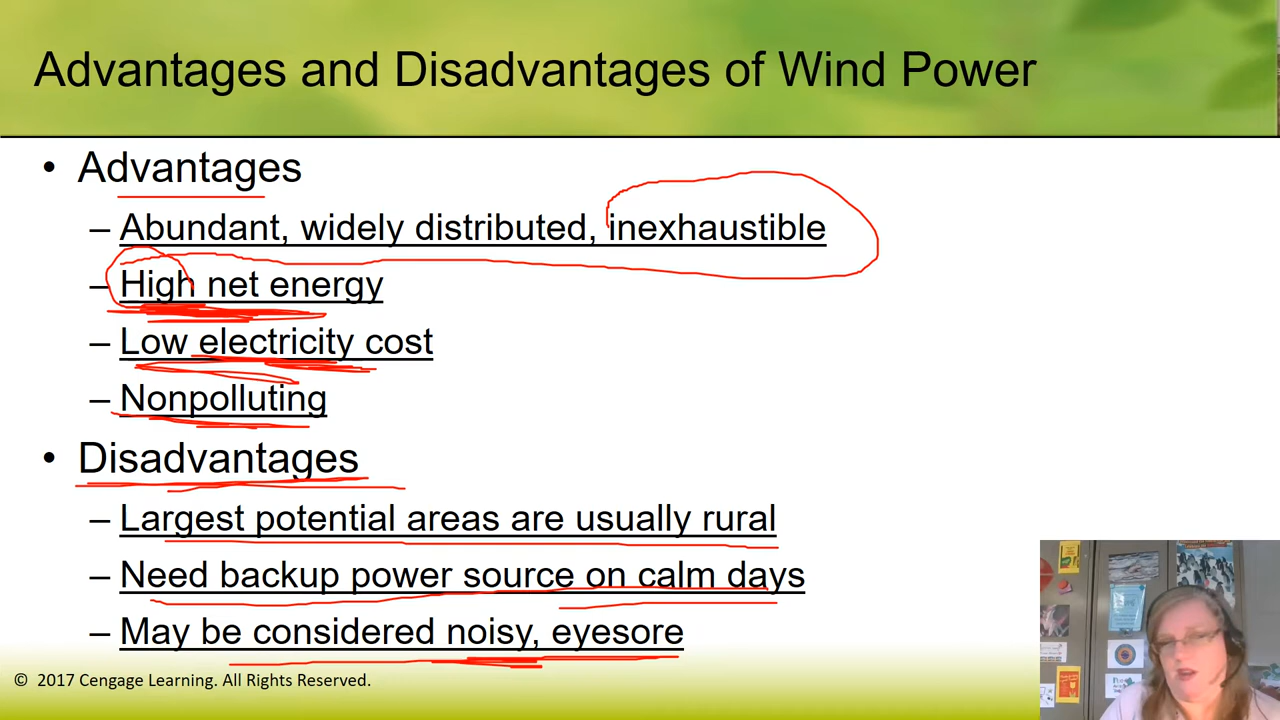 Advantages and Disadvantages of Wind Power
• Advantages
– Abundant, widely distributed, inexhaustible
– High net energy
– Low electricity cost
– Nonpolluting
• Disadvantages
– Largest potential areas are usually rural
– Need backup power source on calm days
– May be considered noisy, eyesore
© 2017 Cengage Learning. All Rights Reserved.